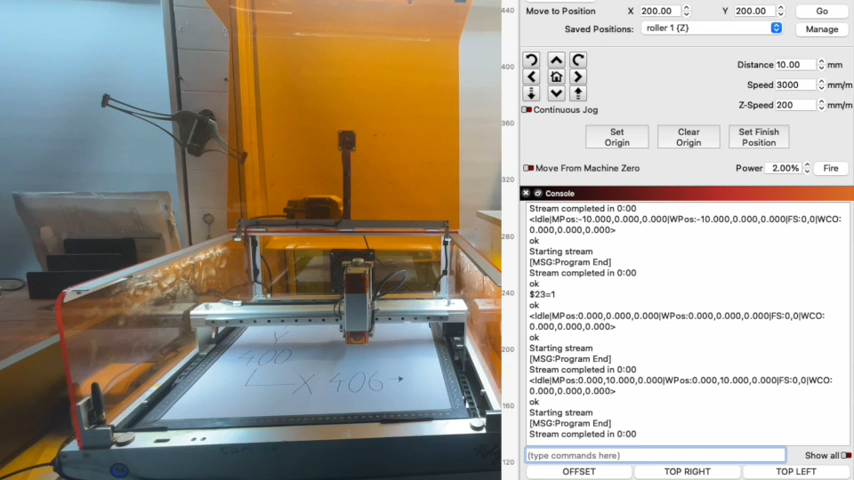 440
400
360
320
280
240
200
160
120
Move to Position X 200.00 Y 200.00 Go
Saved Positions: roller 1 {Z} Manage
Distance 10.00 mm
Speed 3000 mm/m
Z-Speed 200 mm/m
Continuous Jog
Set Origin
Clear Origin
Set Finish Position
Move From Machine Zero Power 2.00% Fire
Console
Stream completed in 0:00
<Idle|MPos:-10.000,0.000,0.000|WPos:-10.000,0.000,0.000|FS:0,0|WCO:
0.000,0.000,0.000>
ok
Starting stream
[MSG:Program End]
Stream completed in 0:00
ok
$23=1
ok
<Idle|MPos:0.000,0.000,0.000|WPos:0.000,0.000,0.000|FS:0,0|WCO:
0.000,0.000,0.000>
ok
Starting stream
[MSG:Program End]
Stream completed in 0:00
<Idle|MPos:0.000,10.000,0.000|WPos:0.000,10.000,0.000|FS:0,0|WCO:
0.000,0.000,0.000>
ok
Starting stream
[MSG:Program End]
Stream completed in 0:00
(type commands here) Show all
OFFSET TOP RIGHT TOP LEFT
Y
400
X 406